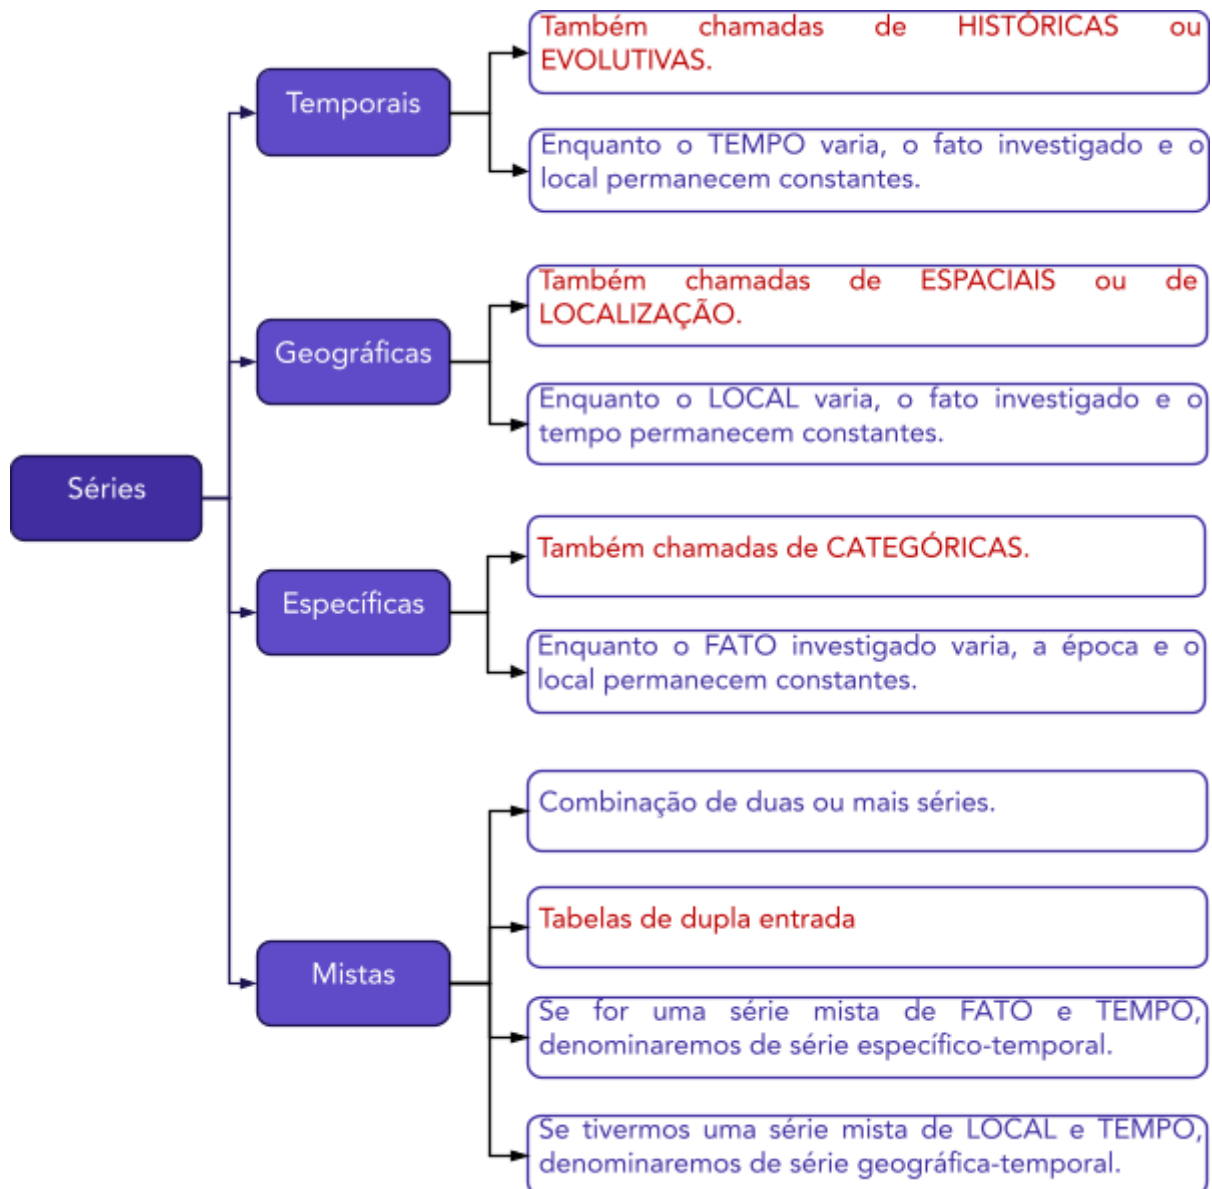 Também chamadas de HISTÓRICAS ou
EVOLUTIVAS.
Temporais
Enquanto o TEMPO varia, o fato investigado e o
local permanecem constantes.
Também chamadas de ESPACIAIS ou de
LOCALIZAÇÃO.
Geográficas
Enquanto o LOCAL varia, o fato investigado e o
tempo permanecem constantes.
Séries
Também chamadas de CATEGÓRICAS.
Específicas
Enquanto o FATO investigado varia, a época e o
local permanecem constantes.
Combinação de duas ou mais séries.
Tabelas de dupla entrada
Mistas
Se for uma série mista de FATO e TEMPO,
denominaremos de série específico-temporal.
Se tivermos uma série mista de LOCAL e TEMPO,
denominaremos de série geográfica-temporal.